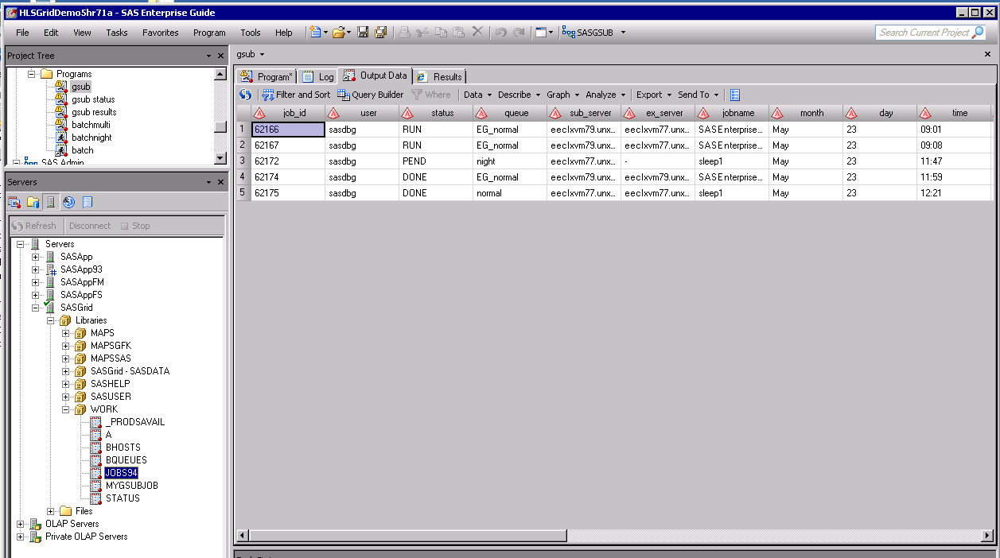 HLSGridDemo5hr71a - SAS Enterprise Guide
File Edit View Tasks Favorites Program Tools Help SASGSUB Search Current Project
Project Tree
Programs
gsub
gsub status
gsub results
batchmulti
batchnight
batch
SAS Admin
Servers
Refresh Disconnect Stop
Servers
SASApp
SASApp93
SASAppFM
SASAppFS
SASGrid
Libraries
MAPS
MAPSGFK
MAPSSAS
SASGrid - SASDATA
SASHELP
SASUSER
WORK
_PRODSAVAIL
A
BHOSTS
BQUEUES
JOBS94
MYGSUBJOB
STATUS
Files
OLAP Servers
Private OLAP Servers
gsub
Program* Log Output Data Results
Filter and Sort Query Builder Where Data Describe Graph Analyze Export Send To
job_id user status queue sub_server ex_server jobname month day time
1 62166 sasdbg RUN EG_normal eeclxvm79.unx... eeclxvm77.unx... SAS Enterprise... May 23 09:01
2 62167 sasdbg RUN EG_normal eeclxvm79.unx... eeclxvm77.unx... SAS Enterprise... May 23 09:08
3 62172 sasdbg PEND night eeclxvm77.unx... - sleep1 May 23 11:47
4 62174 sasdbg DONE EG_normal eeclxvm79.unx... eeclxvm77.unx... SAS Enterprise... May 23 11:59
5 62175 sasdbg DONE normal eeclxvm77.unx... eeclxvm77.unx... sleep1 May 23 12:21